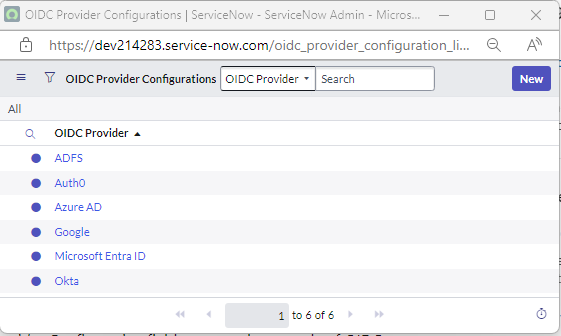 OIDC Provider Configurations | ServiceNow - ServiceNow Admin - Micros...
https://dev214283.service-now.com/oidc_provider_configuration_li...
OIDC Provider Configurations OIDC Provider Search New
All
OIDC Provider
ADFS
Auth0
Azure AD
Google
Microsoft Entra ID
Okta
1 to 6 of 6